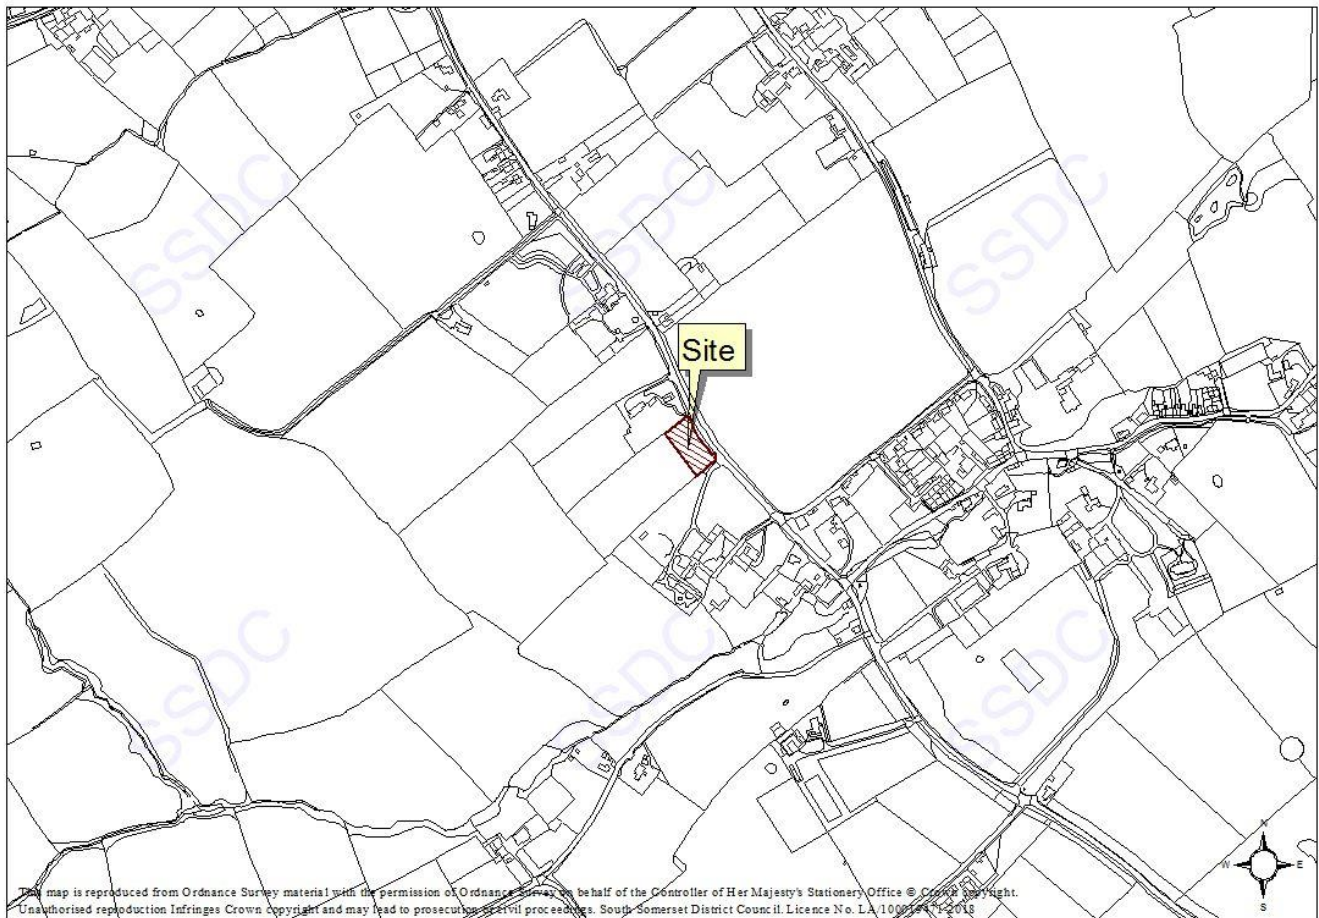 SSDC
SSDC
SSDC
Site
SSDC
SSDC
SSDC
N
W E
S
This map is reproduced from Ordnance Survey material with the permission of Ordnance Survey on behalf of the Controller of Her Majesty's Stationery Office © Crown copyright.
Unauthorised reproduction Infringes Crown copyright and may lead to prosecution or civil proceedings. South Somerset District Council. Licence No.